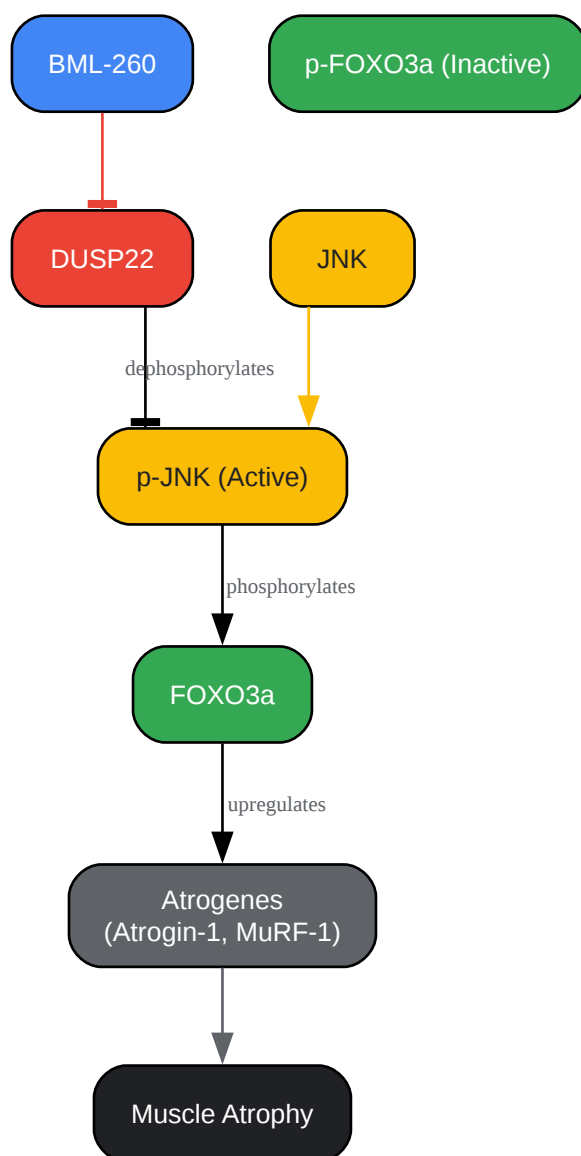 BML-260
p-FOXO3a (Inactive)
DUSP22
JNK
dephosphorylates
p-JNK (Active)
phosphorylates
FOXO3a
upregulates
Atrogenes
(Atrogin-1, MuRF-1)
Muscle Atrophy